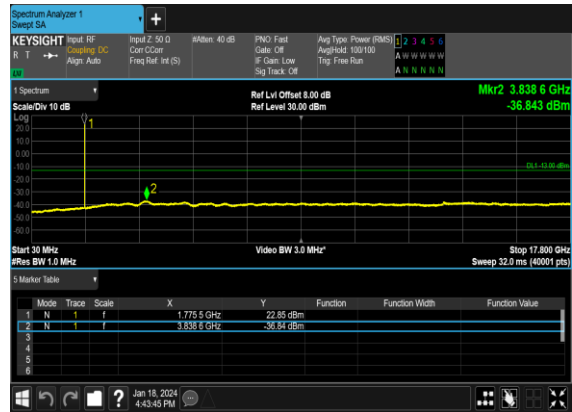 Spectrum Analyzer 1
Swept SA
KEYSIGHT Input: RF Input Z: 50 Ω #Atten: 40 dB PNO: Fast Avg Type: Power (RMS) 1 2 3 4 5 6
R T Coupling: DC Corr CCorr Gate: Off Avg|Hold: 100/100 A W W W W W
Align: Auto Freq Ref: Int (S) IF Gain: Low Trig: Free Run
LW Sig Track: Off A N N N N N
1 Spectrum Ref Lvl Offset 8.00 dB Mkr2 3.838 6 GHz
Scale/Div 10 dB Ref Level 30.00 dBm -36.843 dBm
Log
20.0
10.0
0.00
-10.0
DL1 -13.00 dBm
-20.0
-30.0
-40.0
-50.0
-60.0
1
2
Start 30 MHz Video BW 3.0 MHz* Stop 17.800 GHz
#Res BW 1.0 MHz Sweep 32.0 ms (40001 pts)
5 Marker Table
Mode Trace Scale X Y Function Function Width Function Value
1 N 1 f 1.775 5 GHz 22.85 dBm
2 N 1 f 3.838 6 GHz -36.84 dBm
3
4
5
6
? Jan 18, 2024
4:43:45 PM